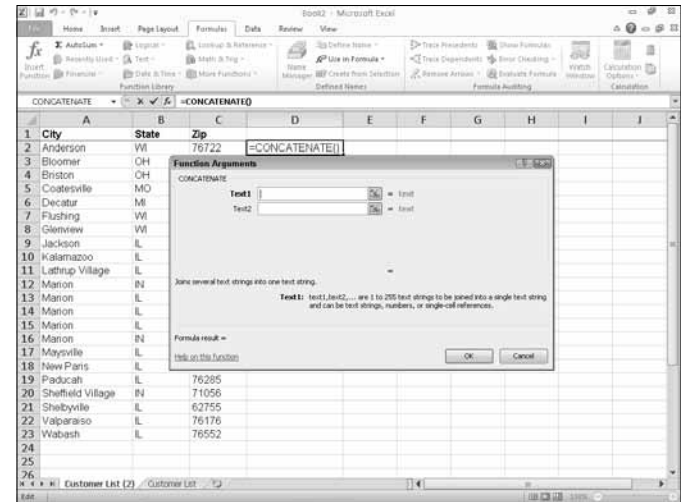 Book2 - Microsoft Excel
File Home Insert Page Layout Formulas Data Review View
Σ AutoSum Logical Lookup & Reference Define Name Trace Precedents Show Formulas
fx Recently Used Text Math & Trig Name Use in Formula Trace Dependents Error Checking Watch Calculation
Insert Function Financial Date & Time More Functions Manager Create from Selection Remove Arrows Evaluate Formula Window Options
Function Library Defined Names Formula Auditing Calculation
CONCATENATE fx =CONCATENATE()
A B C D E F G H I J
1 City State Zip
2 Anderson WI 76722 =CONCATENATE()
3 Bloomer OH
4 Briston OH
5 Coatesville MO
6 Decatur MI
7 Flushing WI
8 Glenview WI
9 Jackson IL
10 Kalamazoo IL
11 Lathrup Village IL
12 Marion IN
13 Marion IL
14 Marion IL
15 Marion IL
16 Marion IN
17 Maysville IL
18 New Paris IL
19 Paducah IL 76285
20 Sheffield Village IN 71056
21 Shelbyville IL 62755
22 Valparaiso IL 76176
23 Wabash IL 76552
24
25
26
Function Arguments
CONCATENATE
Text1 = text
Text2 = text
=
Joins several text strings into one text string.
Text1: text1,text2,... are 1 to 255 text strings to be joined into a single text string
and can be text strings, numbers, or single-cell references.
Formula result =
Help on this function OK Cancel
Customer List (2) Customer List
Edit 100%